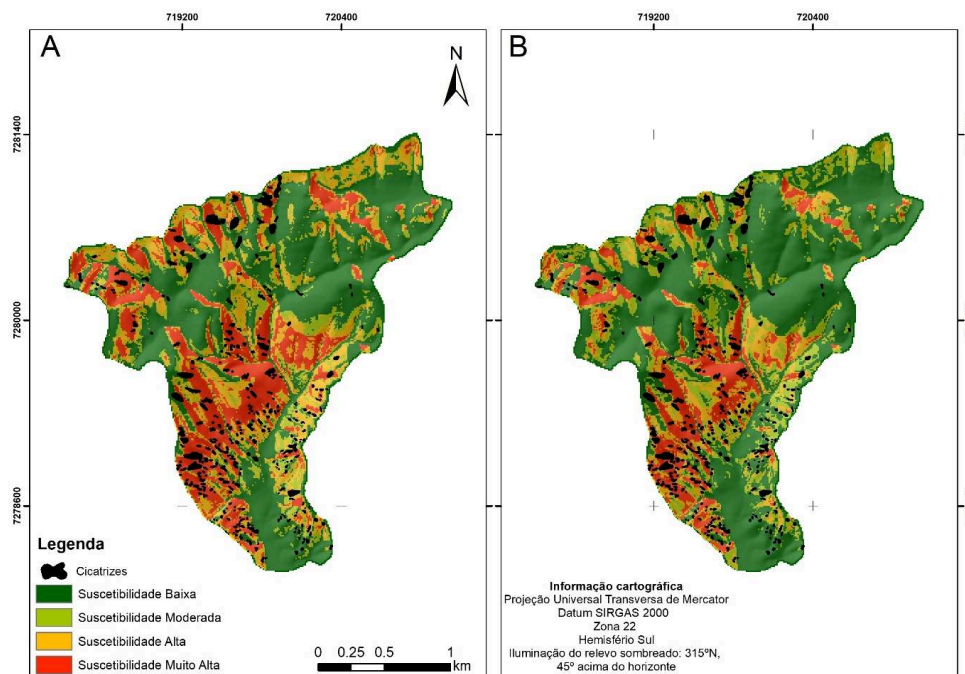 719200
720400
719200
720400
A
N
B
7281400
7280000
7278600
Legenda
Cicatrizes
Suscetibilidade Baixa
Suscetibilidade Moderada
Suscetibilidade Alta
Suscetibilidade Muito Alta
0 0.25 0.5 1
km
Informação cartográfica
Projeção Universal Transversa de Mercator
Datum SIRGAS 2000
Zona 22
Hemisfério Sul
Iluminação do relevo sombreado: 315ºN,
45º acima do horizonte